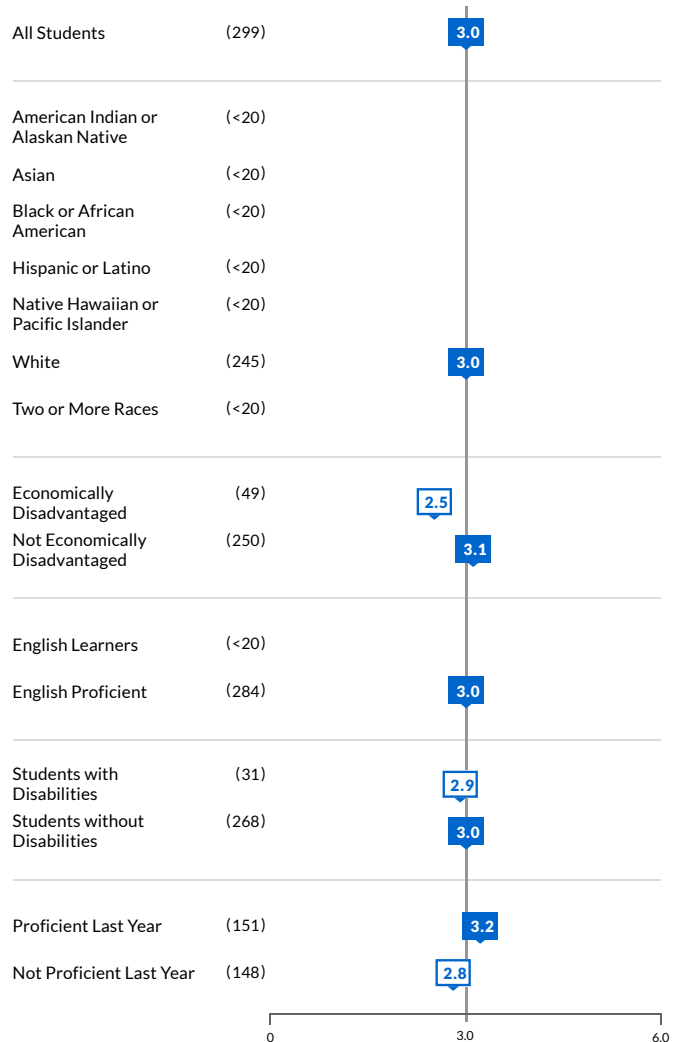 All Students (299) 3.0
American Indian or (<20)
Alaskan Native
Asian (<20)
Black or African (<20)
American
Hispanic or Latino (<20)
Native Hawaiian or (<20)
Pacific Islander
White (245) 3.0
Two or More Races (<20)
Economically (49) 2.5
Disadvantaged
Not Economically (250) 3.1
Disadvantaged
English Learners (<20)
English Proficient (284) 3.0
Students with (31) 2.9
Disabilities
Students without (268) 3.0
Disabilities
Proficient Last Year (151) 3.2
Not Proficient Last Year (148) 2.8
0 3.0 6.0